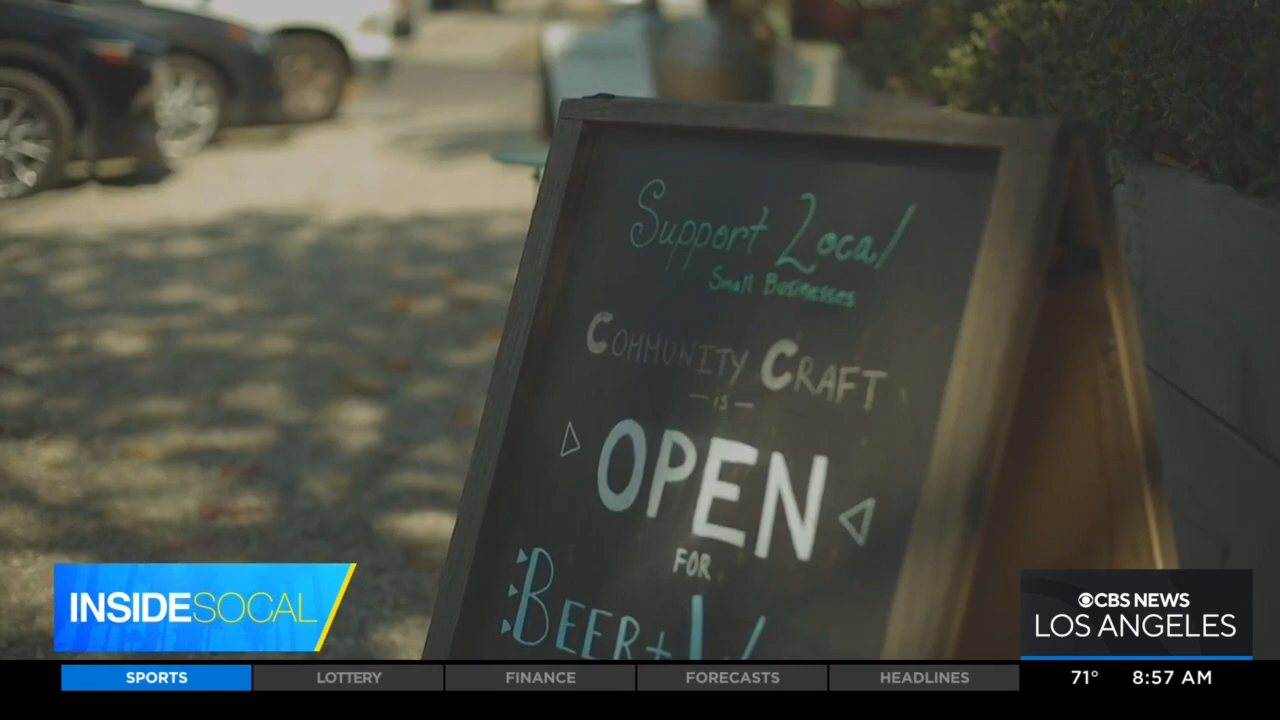 Support Local
Small Businesses
COMMUNITY CRAFT
- IS -
OPEN
FOR
BEER +
INSIDESOCAL
CBS NEWS
LOS ANGELES
SPORTS
LOTTERY
FINANCE
FORECASTS
HEADLINES
71°
8:57 AM